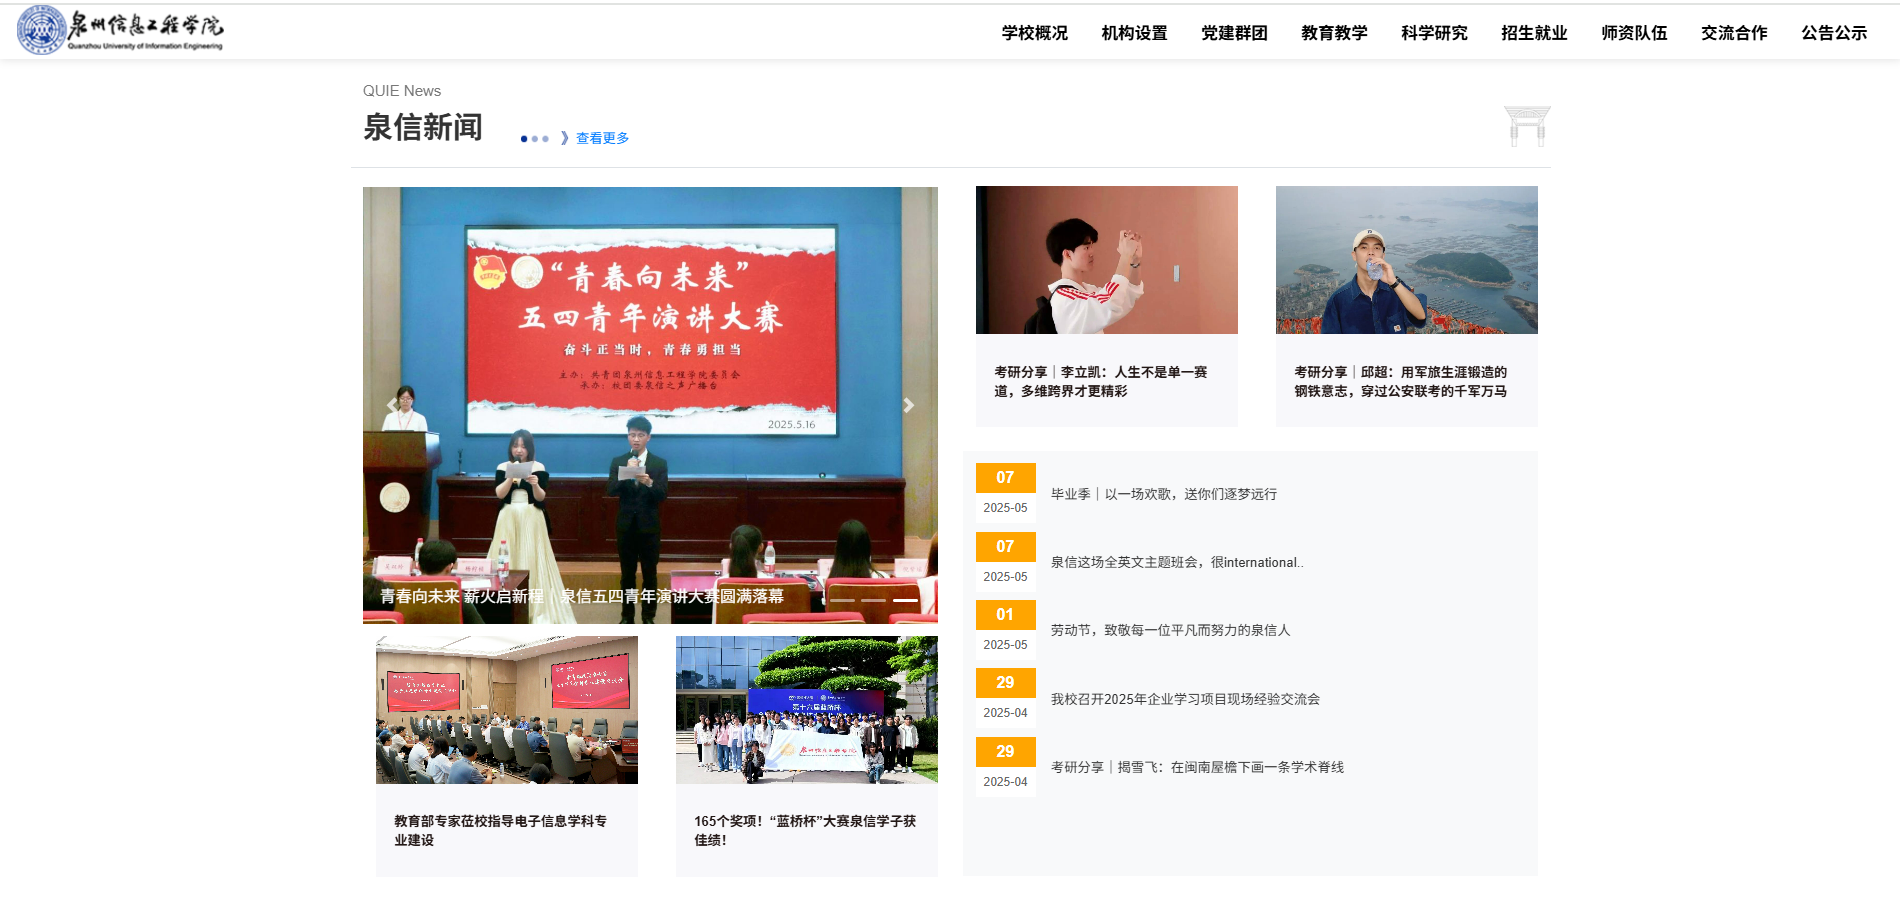 泉州信息工程学院
Quanzhou University of Information Engineering
学校概况 机构设置 党建群团 教育教学 科学研究 招生就业 师资队伍 交流合作 公告公示
QUIE News
泉信新闻
》查看更多
“青春向未来”
五四青年演讲大赛
奋斗正当时，青春勇担当
主办：共青团泉州信息工程学院委员会
承办：校团委泉信之声广播台
2025.5.16
青春向未来 薪火启新程｜泉信五四青年演讲大赛圆满落幕
考研分享｜李立凯：人生不是单一赛
道，多维跨界才更精彩
考研分享｜邱超：用军旅生涯锻造的
钢铁意志，穿过公安联考的千军万马
07
2025-05
毕业季｜以一场欢歌，送你们逐梦远行
07
2025-05
泉信这场全英文主题班会，很international..
01
2025-05
劳动节，致敬每一位平凡而努力的泉信人
29
2025-04
我校召开2025年企业学习项目现场经验交流会
29
2025-04
考研分享｜揭雪飞：在闽南屋檐下画一条学术脊线
第十六届蓝桥杯
泉州信息工程学院
教育部专家莅校指导电子信息学科专
业建设
165个奖项！“蓝桥杯”大赛泉信学子获
佳绩！